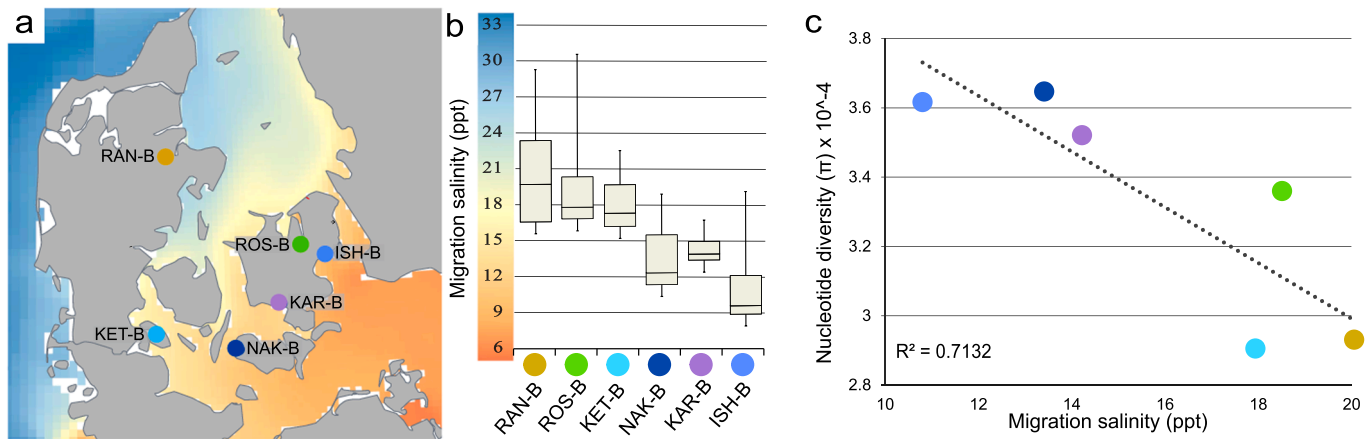 a
RAN-B
ROS-B
ISH-B
KAR-B
KET-B
NAK-B
b
Migration salinity (ppt)
33
30
27
24
21
18
15
12
9
6
RAN-B
ROS-B
KET-B
NAK-B
KAR-B
ISH-B
c
Nucleotide diversity (π) x 10^-4
3.8
3.6
3.4
3.2
3
2.8
R² = 0.7132
10
12
14
16
18
20
Migration salinity (ppt)